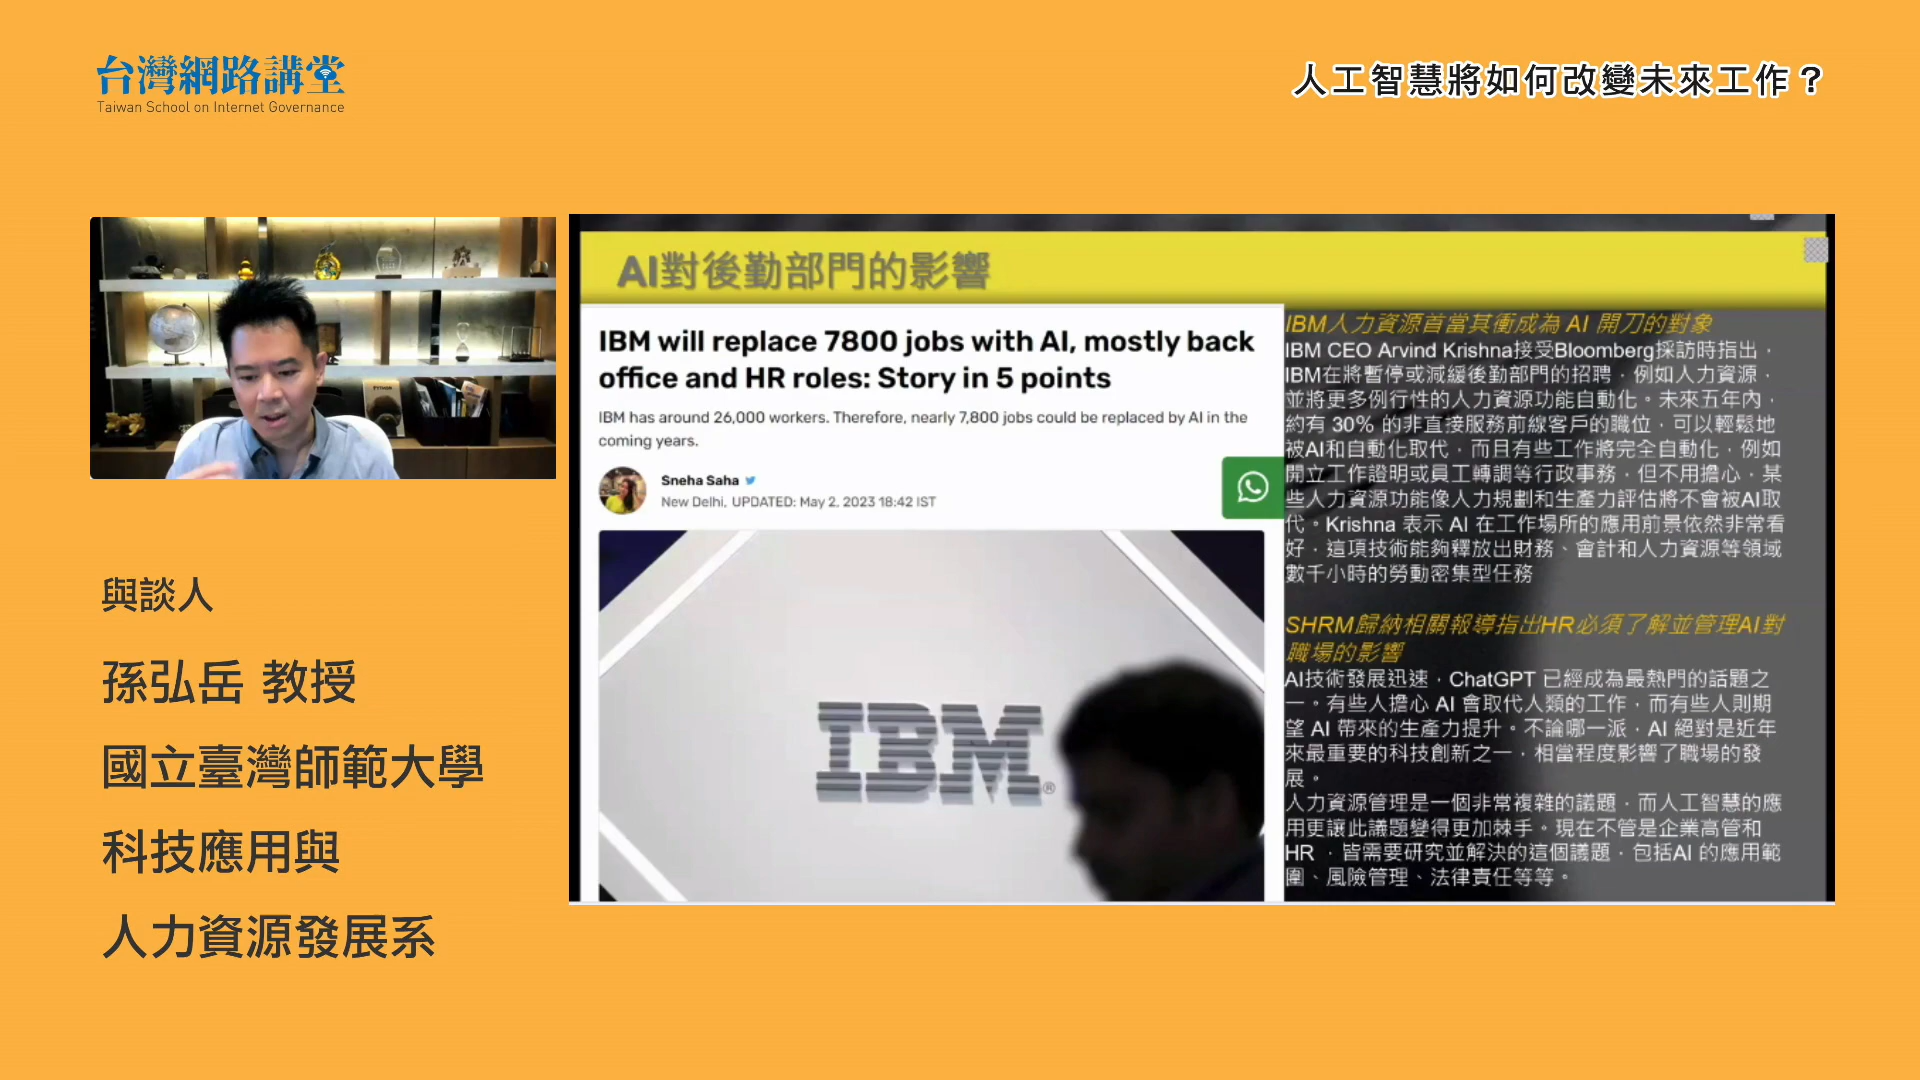 台灣網路講堂
Taiwan School on Internet Governance
人工智慧將如何改變未來工作？
與談人
孫弘岳 教授
國立臺灣師範大學
科技應用與
人力資源發展系
AI對後勤部門的影響
IBM will replace 7800 jobs with AI, mostly back
office and HR roles: Story in 5 points
IBM has around 26,000 workers. Therefore, nearly 7,800 jobs could be replaced by AI in the
coming years.
Sneha Saha
New Delhi, UPDATED: May 2, 2023 18:42 IST
IBM®
IBM人力資源首當其衝成為 AI 開刀的對象
IBM CEO Arvind Krishna接受Bloomberg採訪時指出，
IBM在將暫停或減緩後勤部門的招聘，例如人力資源，
並將更多例行性的人力資源功能自動化。未來五年內，
約有 30% 的非直接服務前線客戶的職位，可以輕鬆地
被AI和自動化取代，而且有些工作將完全自動化，例如
開立工作證明或員工轉調等行政事務，但不用擔心，某
些人力資源功能像人力規劃和生產力評估將不會被AI取
代。Krishna 表示 AI 在工作場所的應用前景依然非常看
好，這項技術能夠釋放出財務、會計和人力資源等領域
數千小時的勞動密集型任務
SHRM歸納相關報導指出HR必須了解並管理AI對
職場的影響
AI技術發展迅速，ChatGPT 已經成為最熱門的話題之
一。有些人擔心 AI 會取代人類的工作，而有些人則期
望 AI 帶來的生產力提升。不論哪一派，AI 絕對是近年
來最重要的科技創新之一，相當程度影響了職場的發
展。
人力資源管理是一個非常複雜的議題，而人工智慧的應
用更讓此議題變得更加棘手。現在不管是企業高管和
HR ，皆需要研究並解決的這個議題，包括AI 的應用範
圍、風險管理、法律責任等等。
PYTHON